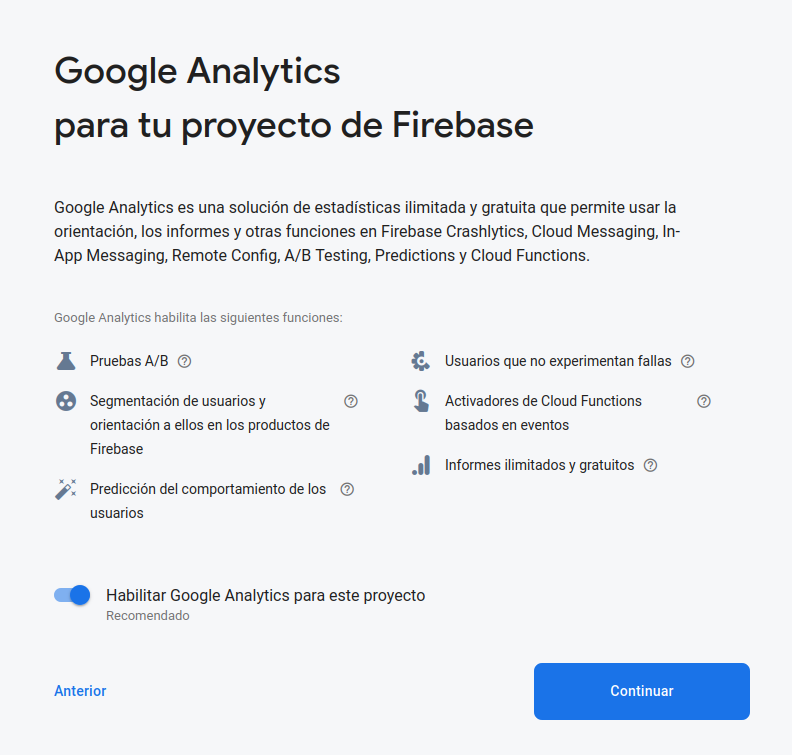 Google Analytics
para tu proyecto de Firebase
Google Analytics es una solución de estadísticas ilimitada y gratuita que permite usar la
orientación, los informes y otras funciones en Firebase Crashlytics, Cloud Messaging, In-
App Messaging, Remote Config, A/B Testing, Predictions y Cloud Functions.
Google Analytics habilita las siguientes funciones:
Pruebas A/B
Segmentación de usuarios y
orientación a ellos en los productos de
Firebase
Predicción del comportamiento de los
usuarios
Usuarios que no experimentan fallas
Activadores de Cloud Functions
basados en eventos
Informes ilimitados y gratuitos
Habilitar Google Analytics para este proyecto
Recomendado
Anterior
Continuar